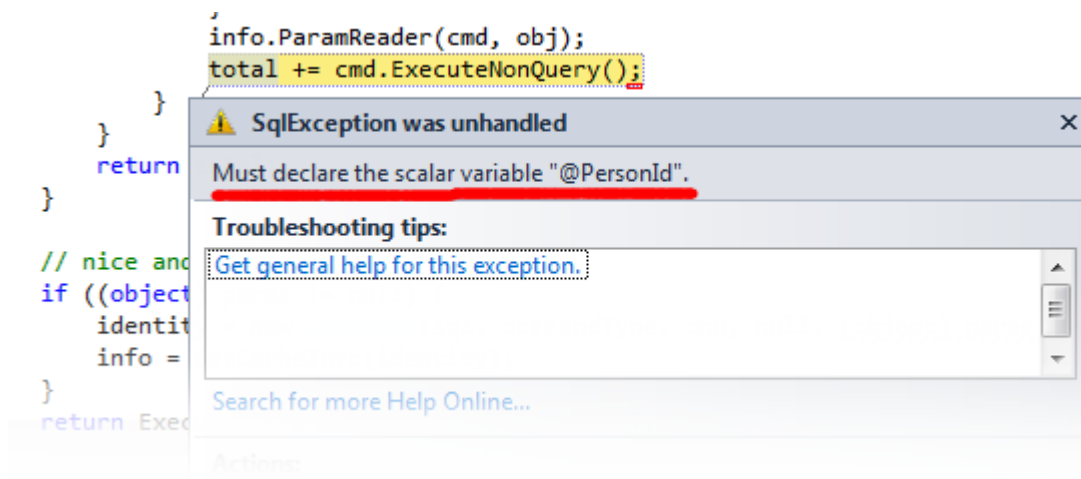 }
info.ParamReader(cmd, obj);
total += cmd.ExecuteNonQuery();
}
}
return
}
// nice and
if ((object
identit
info =
}
return Exec
SqlException was unhandled
Must declare the scalar variable "@PersonId".
Troubleshooting tips:
Get general help for this exception.
Search for more Help Online...
Actions: